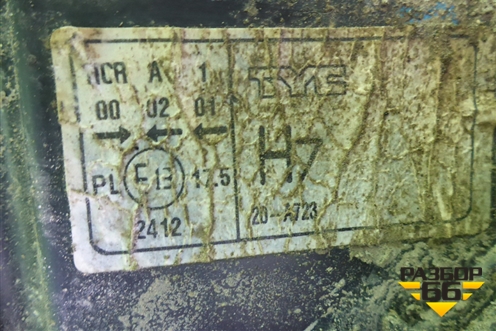 HCR A 1 TYC
00 02 01
H7
PL E13 17.5
2412 20-A723
РАЗБОР
66